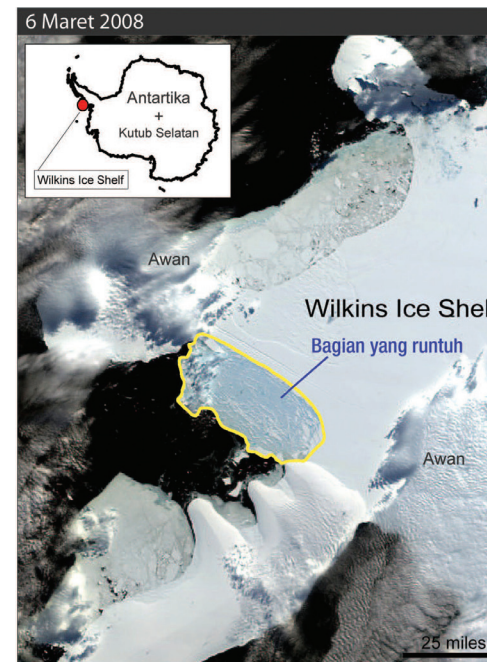 6 Maret 2008
Antartika
+
Kutub Selatan
Wilkins Ice Shelf
Awan
Wilkins Ice Shel
Bagian yang runtuh
Awan
25 miles